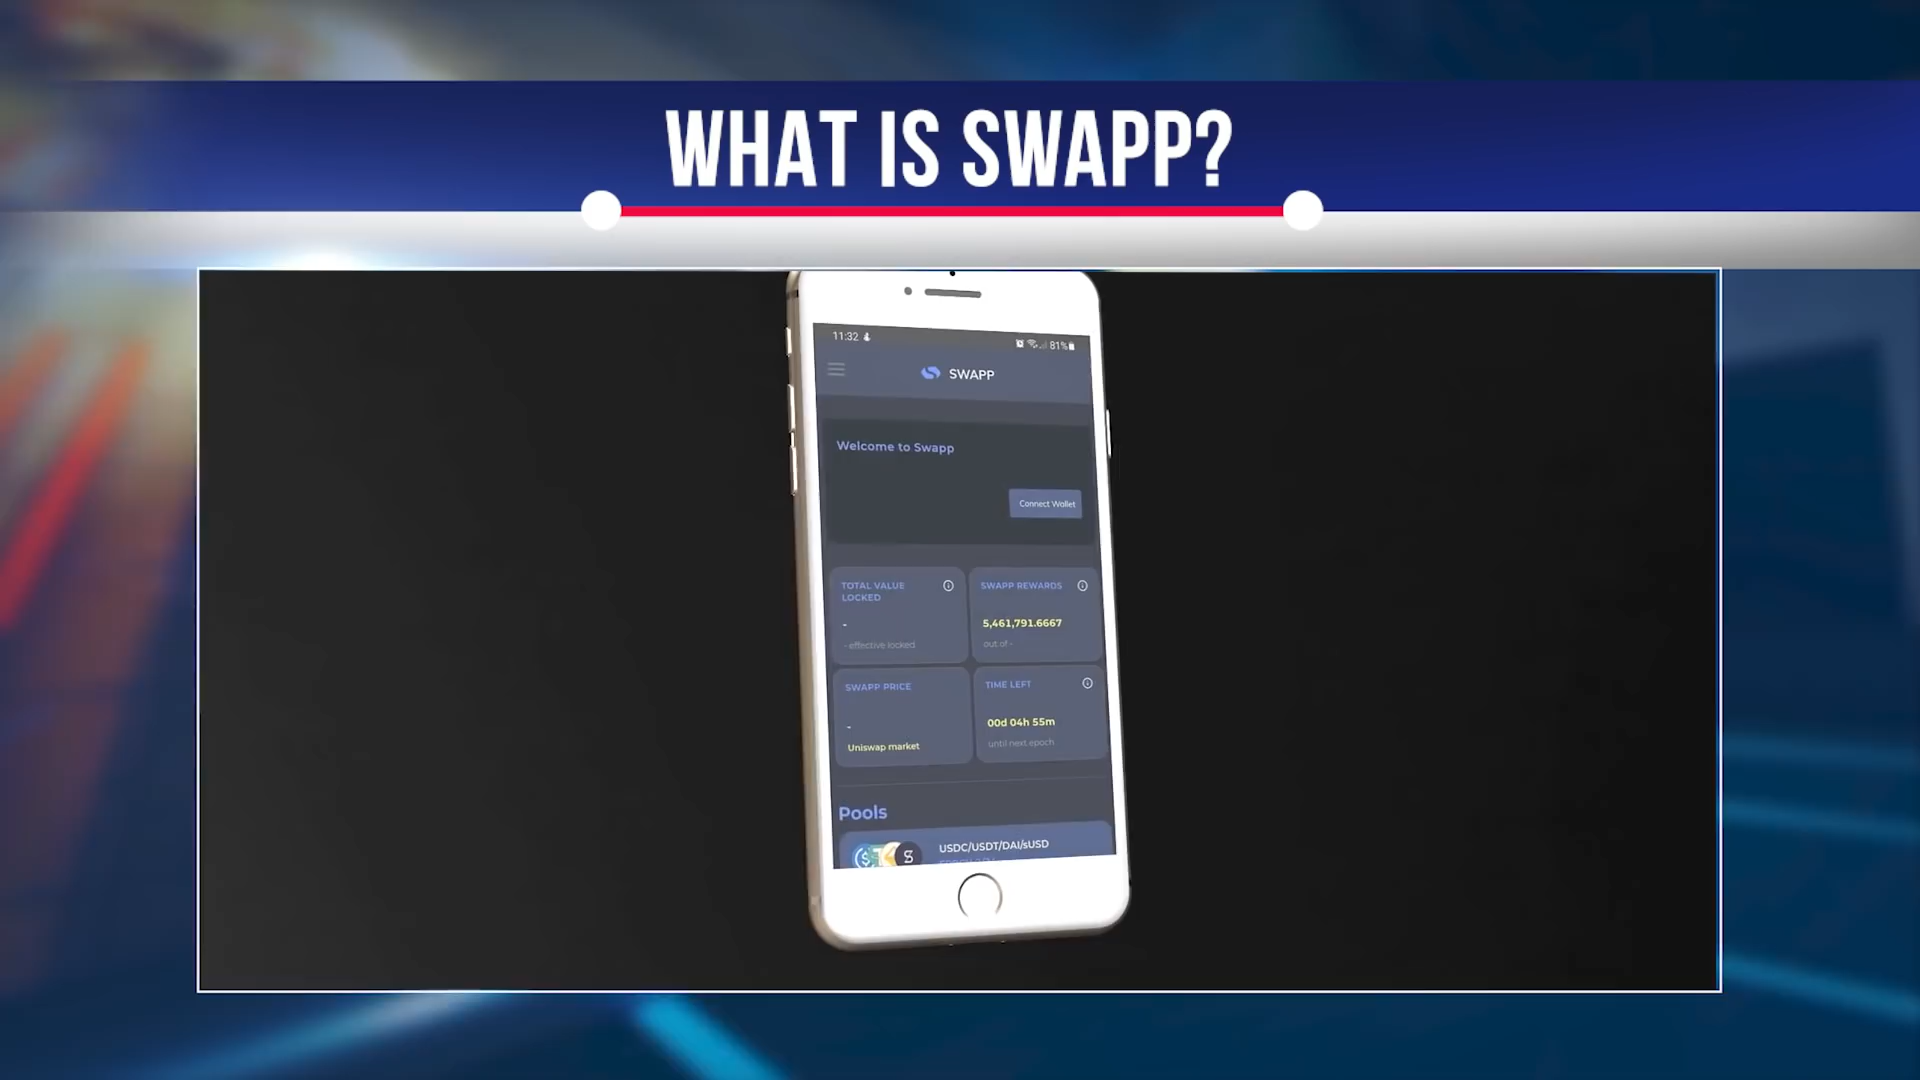 WHAT IS SWAPP?
11:32
81%
SWAPP
Welcome to Swapp
Connect Wallet
TOTAL VALUE
LOCKED
-
- effective locked
SWAPP REWARDS
5,461,791.6667
out of -
SWAPP PRICE
-
Uniswap market
TIME LEFT
00d 04h 55m
until next epoch
Pools
USDC/USDT/DAI/sUSD